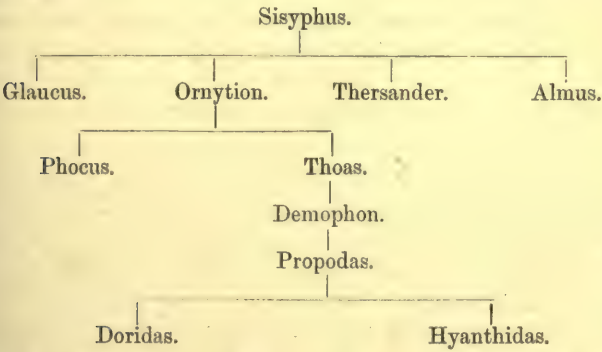 Sisyphus.
Glaucus. Ornytion. Thersander. Almus.
Phocus. Thoas.
Demophon.
Propodas.
Doridas. Hyanthidas.